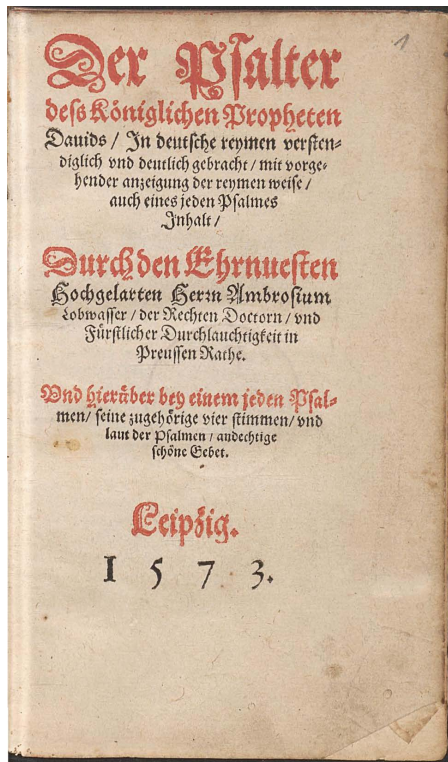 1
Der Psalter
dess Königlichen Propheten
Dauids / In deutsche reymen versten-
diglich vnd deutlich gebracht / mit vorge-
hender anzeigung der reymen weise /
auch eines jeden Psalmes
Inhalt /
Durch den Ehrnuesten
Hochgelarten Herrn Ambrosium
Lobwasser / der Rechten Doctorn / vnd
Fürstlicher Durchlauchtigkeit in
Preussen Rathe.
Vnd hierüber bey einem jeden Psal-
men / seine zugehörige vier stimmen / vnd
laut der Psalmen / andechtige
schöne Gebet.
Leipzig.
1 5 7 3.